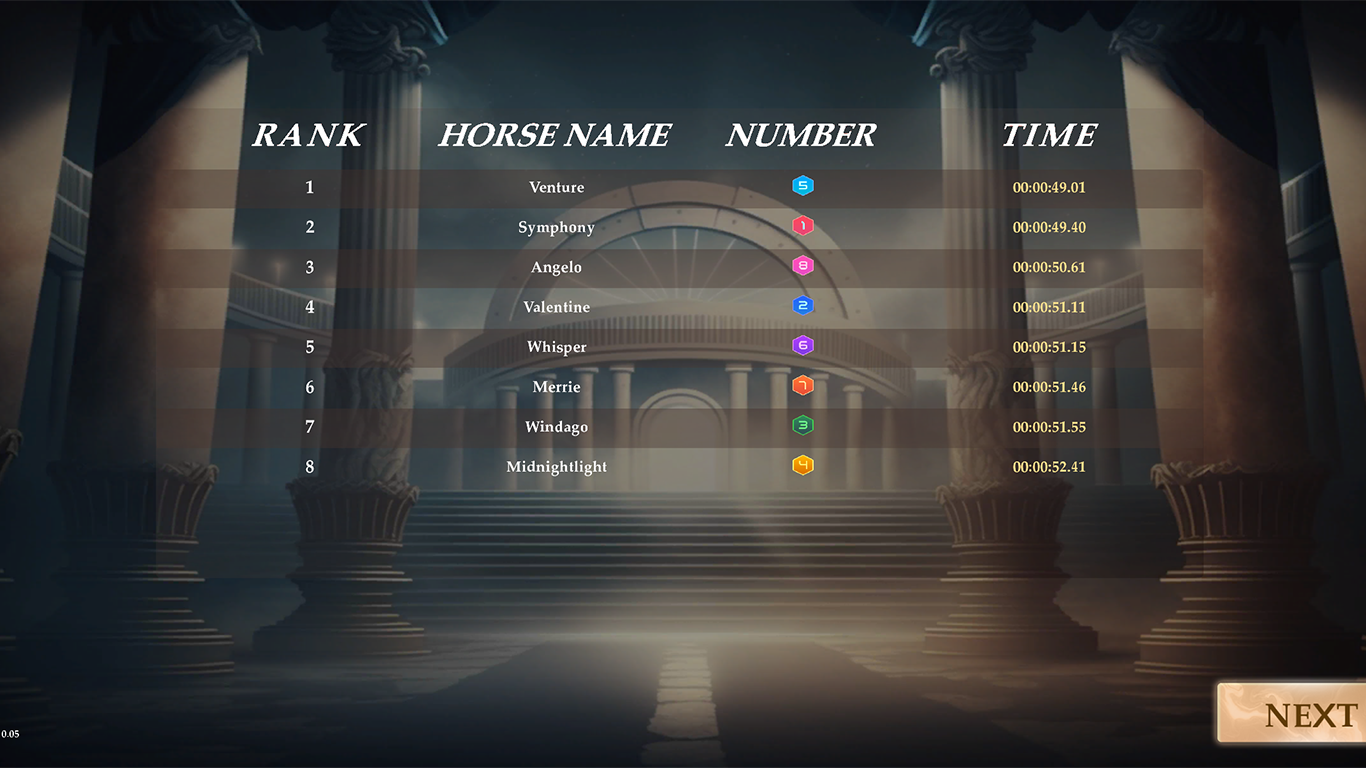 RANK HORSE NAME NUMBER TIME
1 Venture 5 00:00:49.01
2 Symphony 1 00:00:49.40
3 Angelo 8 00:00:50.61
4 Valentine 2 00:00:51.11
5 Whisper 6 00:00:51.15
6 Merrie 7 00:00:51.46
7 Windago 3 00:00:51.55
8 Midnightlight 4 00:00:52.41
NEXT
0.05